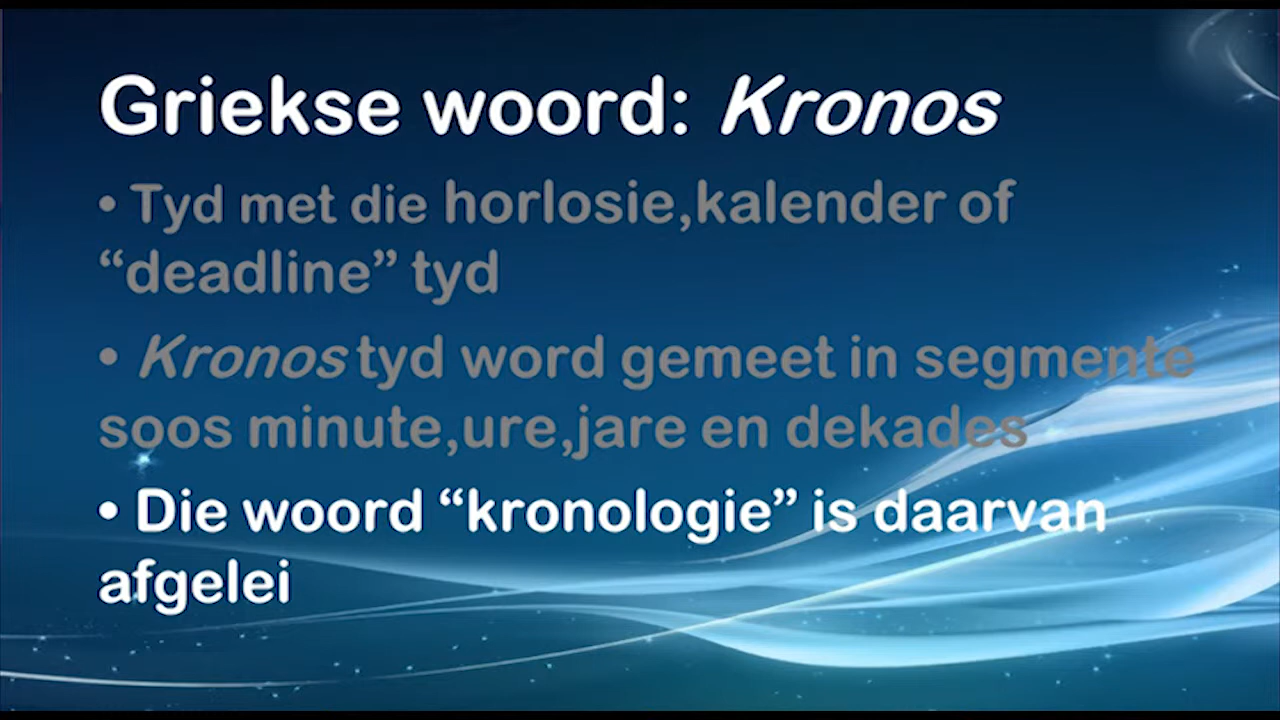 Griekse woord: Kronos
• Tyd met die horlosie,kalender of
“deadline” tyd
• Kronos tyd word gemeet in segmente
soos minute,ure,jare en dekades
• Die woord “kronologie” is daarvan
afgelei